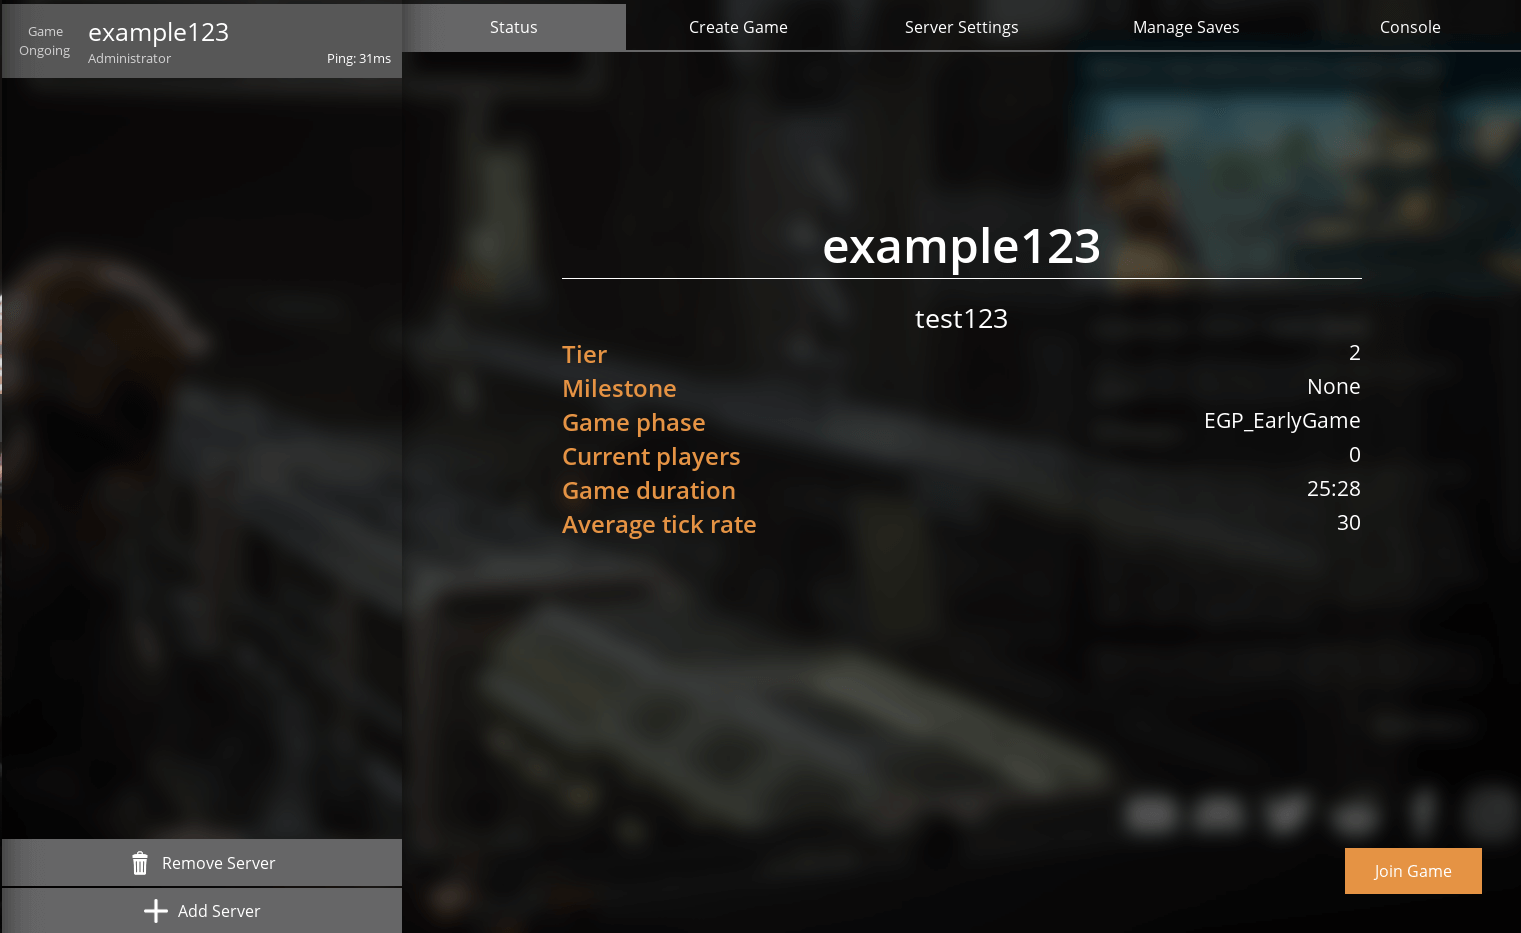 Game
Ongoing
example123
Administrator
Ping: 31ms
Status
Create Game
Server Settings
Manage Saves
Console
example123
test123
Tier 2
Milestone None
Game phase EGP_EarlyGame
Current players 0
Game duration 25:28
Average tick rate 30
Remove Server
Add Server
Join Game